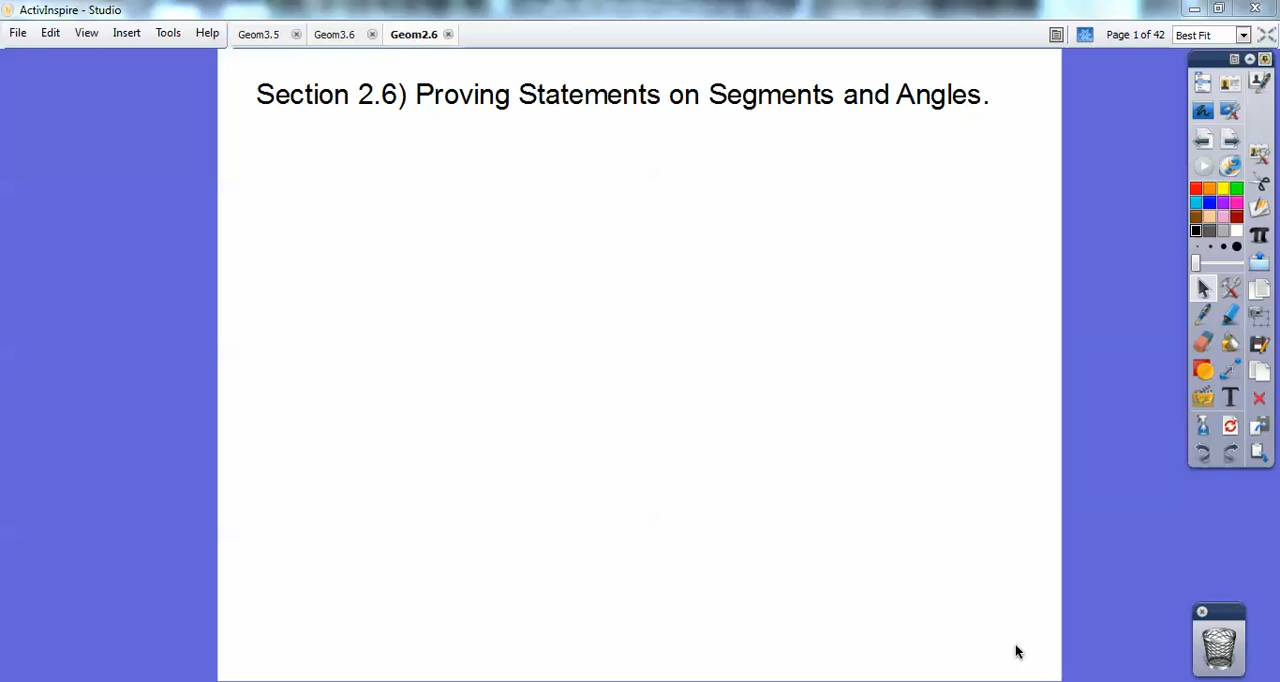 ActivInspire - Studio
File Edit View Insert Tools Help
Geom3.5 Geom3.6 Geom2.6
Page 1 of 42 Best Fit
Section 2.6) Proving Statements on Segments and Angles.